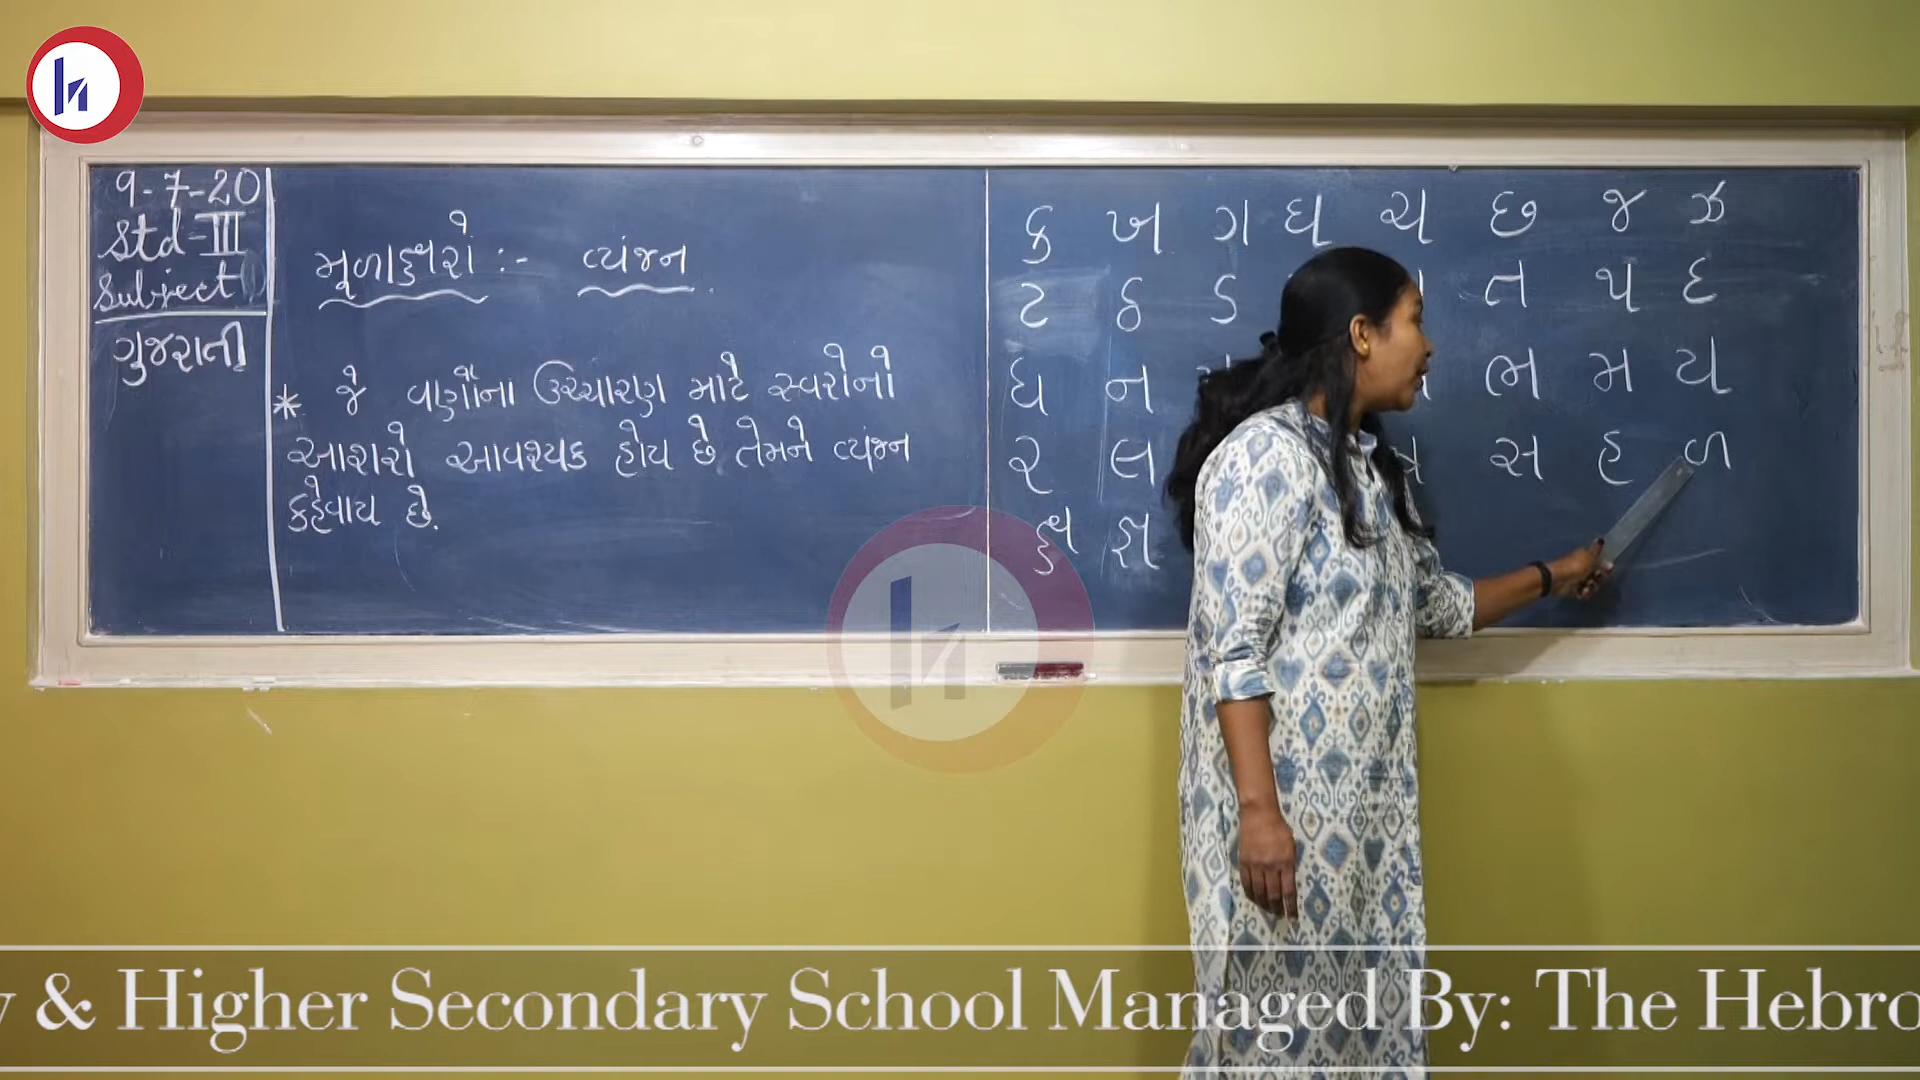 9-7-20
Std-III
Subject
ગુજરાતી
મૂળાક્ષરો :- વ્યંજન
* જે વર્ણોના ઉચ્ચારણ માટે સ્વરોનો
આશરો આવશ્યક હોય છે તેમને વ્યંજન
કહેવાય છે.
ક ખ ગ ઘ ચ છ જ ઝ
ટ ઠ ડ ત થ દ
ધ ન ભ મ ય
ર લ સ હ ળ
ક્ષ જ્ઞ
& Higher Secondary School Managed By: The